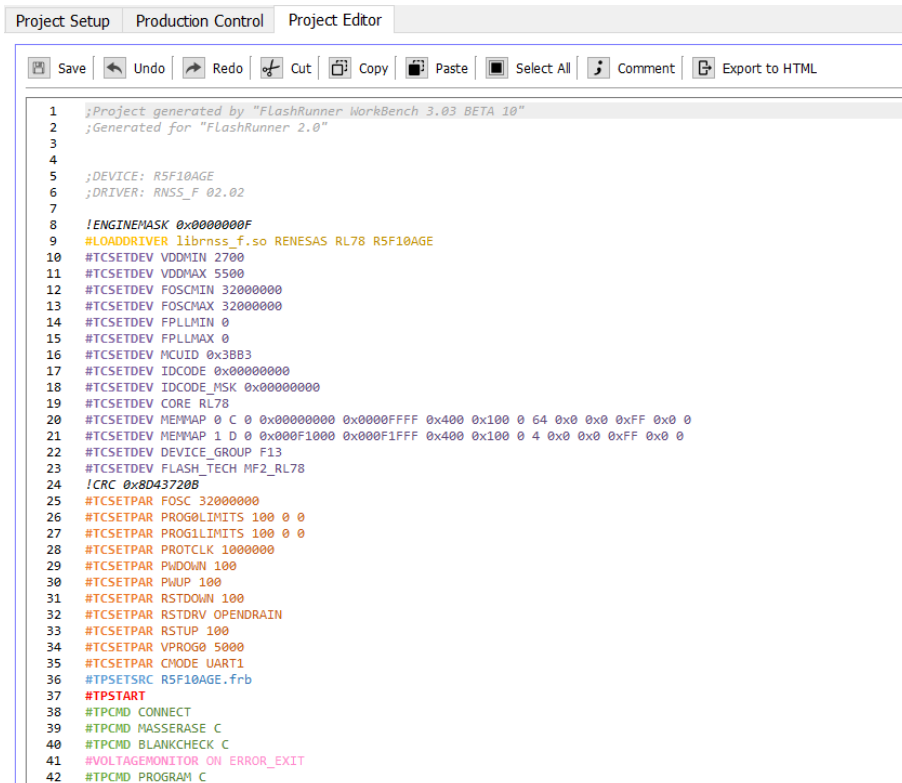 Project Setup Production Control Project Editor
Save Undo Redo Cut Copy Paste Select All Comment Export to HTML
1 ;Project generated by "FlashRunner WorkBench 3.03 BETA 10"
2 ;Generated for "FlashRunner 2.0"
3
4
5 ;DEVICE: R5F10AGE
6 ;DRIVER: RNSS_F 02.02
7
8 !ENGINEMASK 0x0000000F
9 #LOADDRIVER librnss_f.so RENESAS RL78 R5F10AGE
10 #TCSETDEV VDDMIN 2700
11 #TCSETDEV VDDMAX 5500
12 #TCSETDEV FOSCMIN 32000000
13 #TCSETDEV FOSCMAX 32000000
14 #TCSETDEV FPLLMIN 0
15 #TCSETDEV FPLLMAX 0
16 #TCSETDEV MCUID 0x3BB3
17 #TCSETDEV IDCODE 0x00000000
18 #TCSETDEV IDCODE_MSK 0x00000000
19 #TCSETDEV CORE RL78
20 #TCSETDEV MEMMAP 0 C 0 0x00000000 0x0000FFFF 0x400 0x100 0 64 0x0 0x0 0xFF 0x0 0
21 #TCSETDEV MEMMAP 1 D 0 0x000F1000 0x000F1FFF 0x400 0x100 0 4 0x0 0x0 0xFF 0x0 0
22 #TCSETDEV DEVICE_GROUP F13
23 #TCSETDEV FLASH_TECH MF2_RL78
24 !CRC 0x8D43720B
25 #TCSETPAR FOSC 32000000
26 #TCSETPAR PROG0LIMITS 100 0 0
27 #TCSETPAR PROG1LIMITS 100 0 0
28 #TCSETPAR PROTCLK 1000000
29 #TCSETPAR PWDOWN 100
30 #TCSETPAR PWUP 100
31 #TCSETPAR RSTDOWN 100
32 #TCSETPAR RSTDRV OPENDRAIN
33 #TCSETPAR RSTUP 100
34 #TCSETPAR VPROG0 5000
35 #TCSETPAR CMODE UART1
36 #TPSETSRC R5F10AGE.frb
37 #TPSTART
38 #TPCMD CONNECT
39 #TPCMD MASSERASE C
40 #TPCMD BLANKCHECK C
41 #VOLTAGEMONITOR ON ERROR_EXIT
42 #TPCMD PROGRAM C